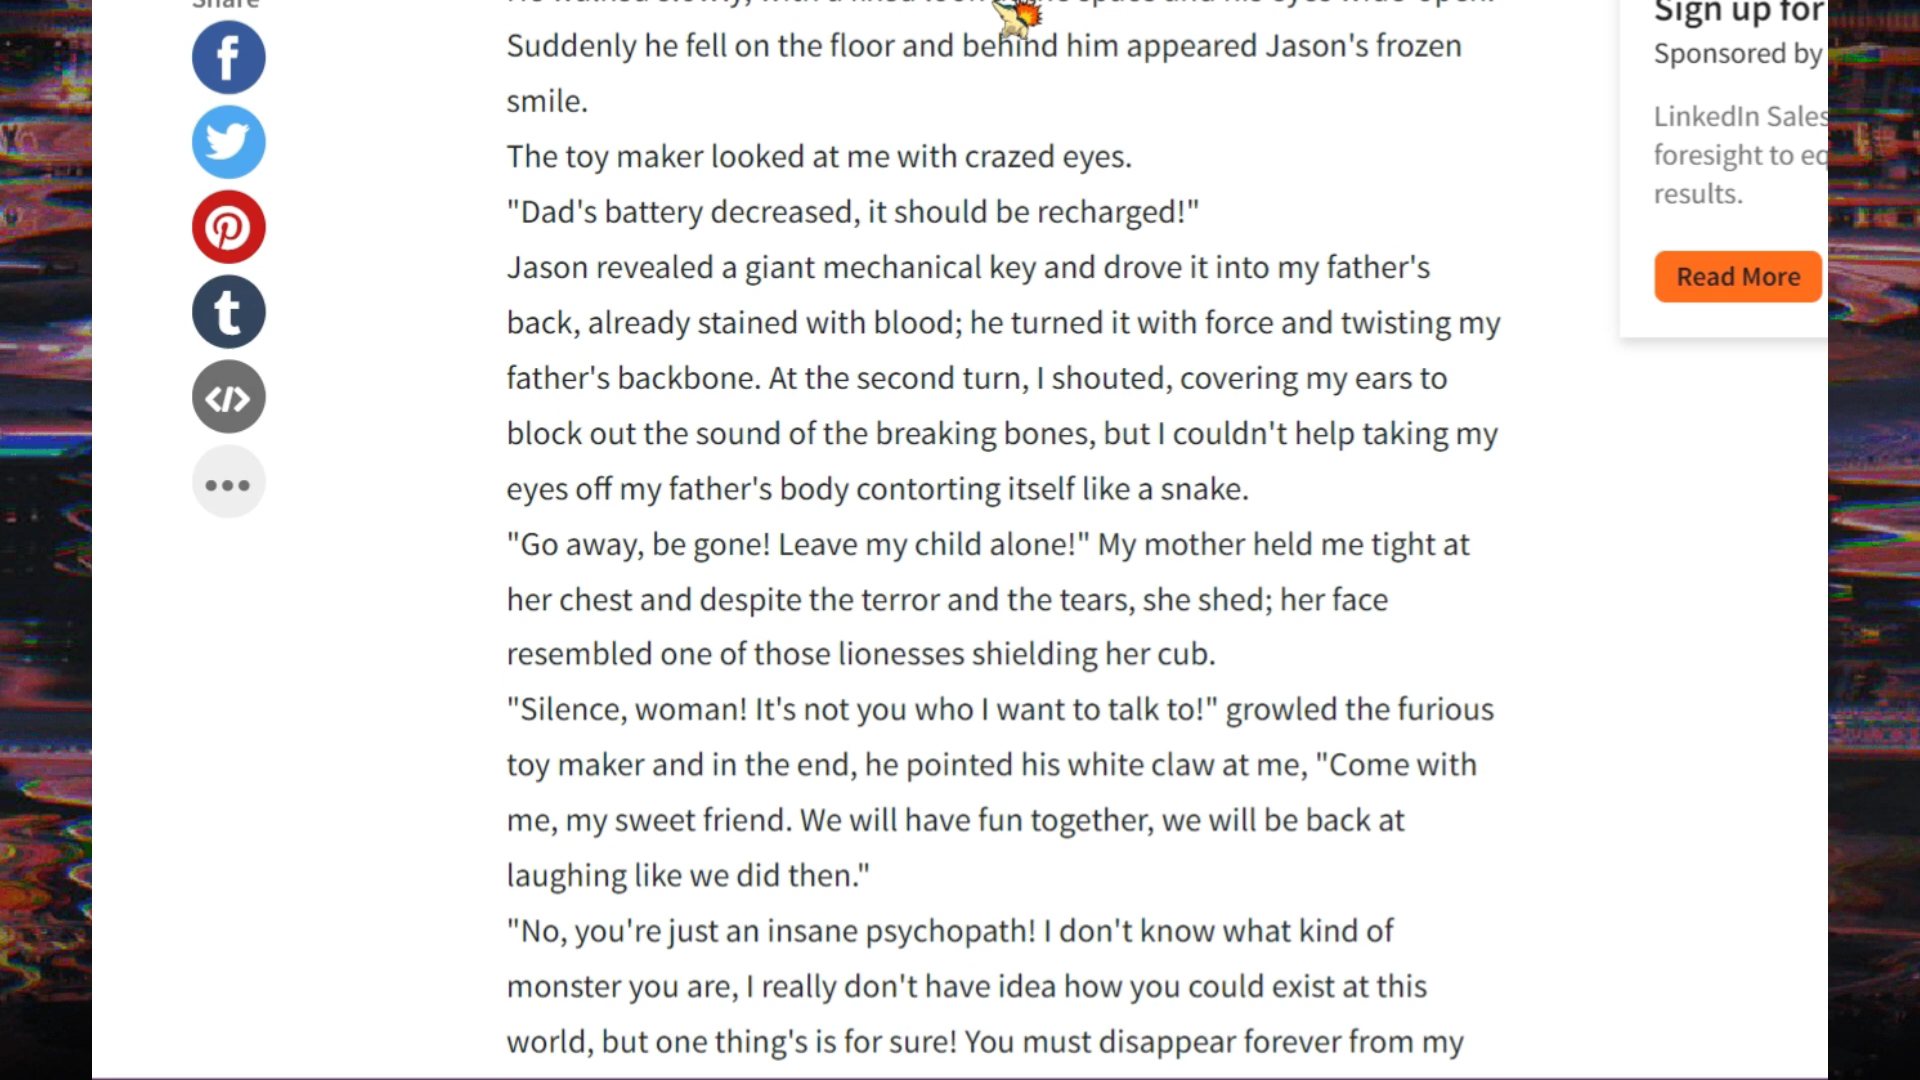 Share
Suddenly he fell on the floor and behind him appeared Jason's frozen
smile.
The toy maker looked at me with crazed eyes.
"Dad's battery decreased, it should be recharged!"
Jason revealed a giant mechanical key and drove it into my father's
back, already stained with blood; he turned it with force and twisting my
father's backbone. At the second turn, I shouted, covering my ears to
block out the sound of the breaking bones, but I couldn't help taking my
eyes off my father's body contorting itself like a snake.
"Go away, be gone! Leave my child alone!" My mother held me tight at
her chest and despite the terror and the tears, she shed; her face
resembled one of those lionesses shielding her cub.
"Silence, woman! It's not you who I want to talk to!" growled the furious
toy maker and in the end, he pointed his white claw at me, "Come with
me, my sweet friend. We will have fun together, we will be back at
laughing like we did then."
"No, you're just an insane psychopath! I don't know what kind of
monster you are, I really don't have idea how you could exist at this
world, but one thing's is for sure! You must disappear forever from my
Sign up for
Sponsored by
LinkedIn Sales
foresight to eq
results.
Read More